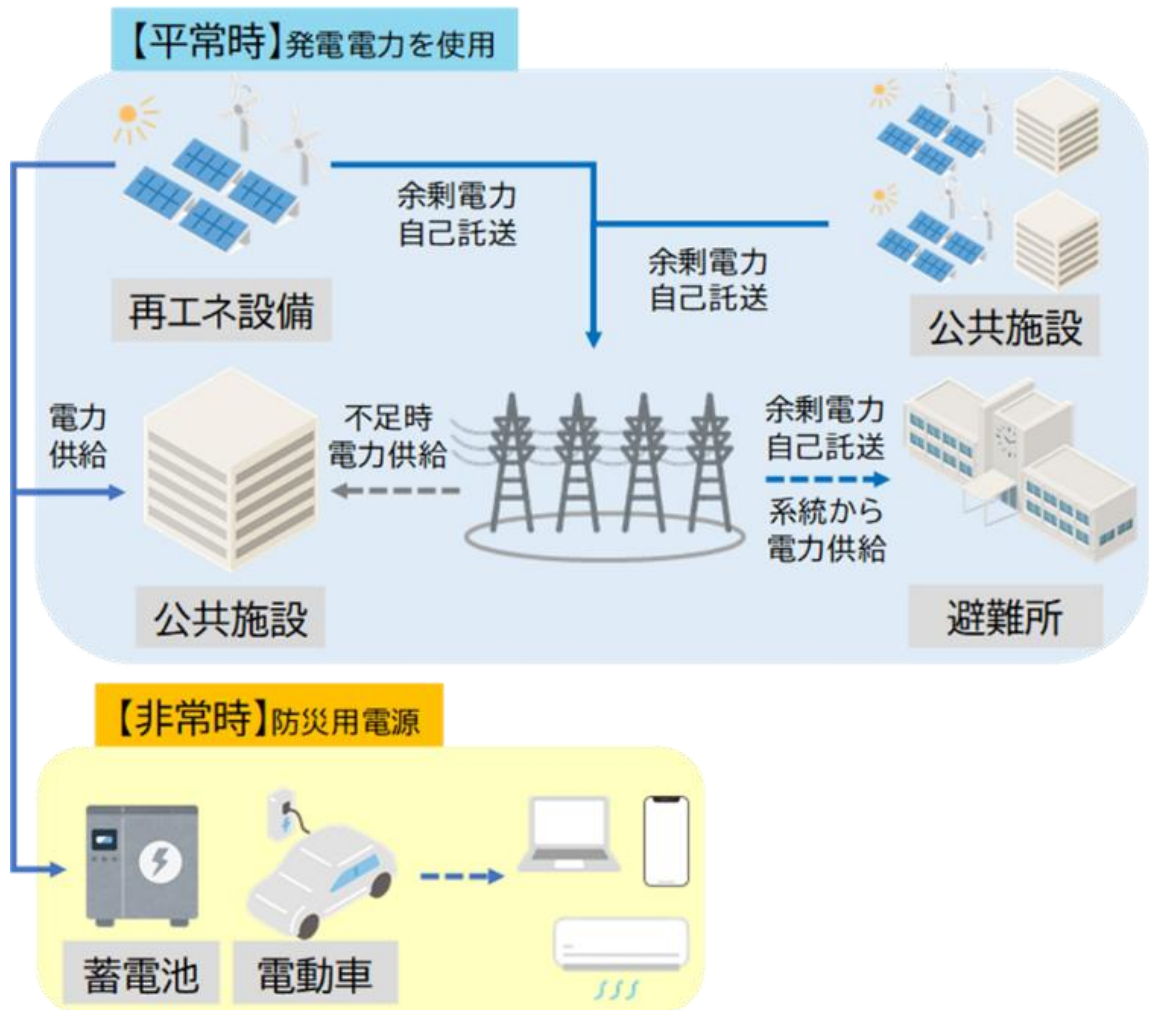 【平常時】発電電力を使用
余剰電力
自己託送
余剰電力
自己託送
再エネ設備
公共施設
電力
供給
不足時
電力供給
余剰電力
自己託送
系統から
電力供給
公共施設
避難所
【非常時】防災用電源
蓄電池
電動車